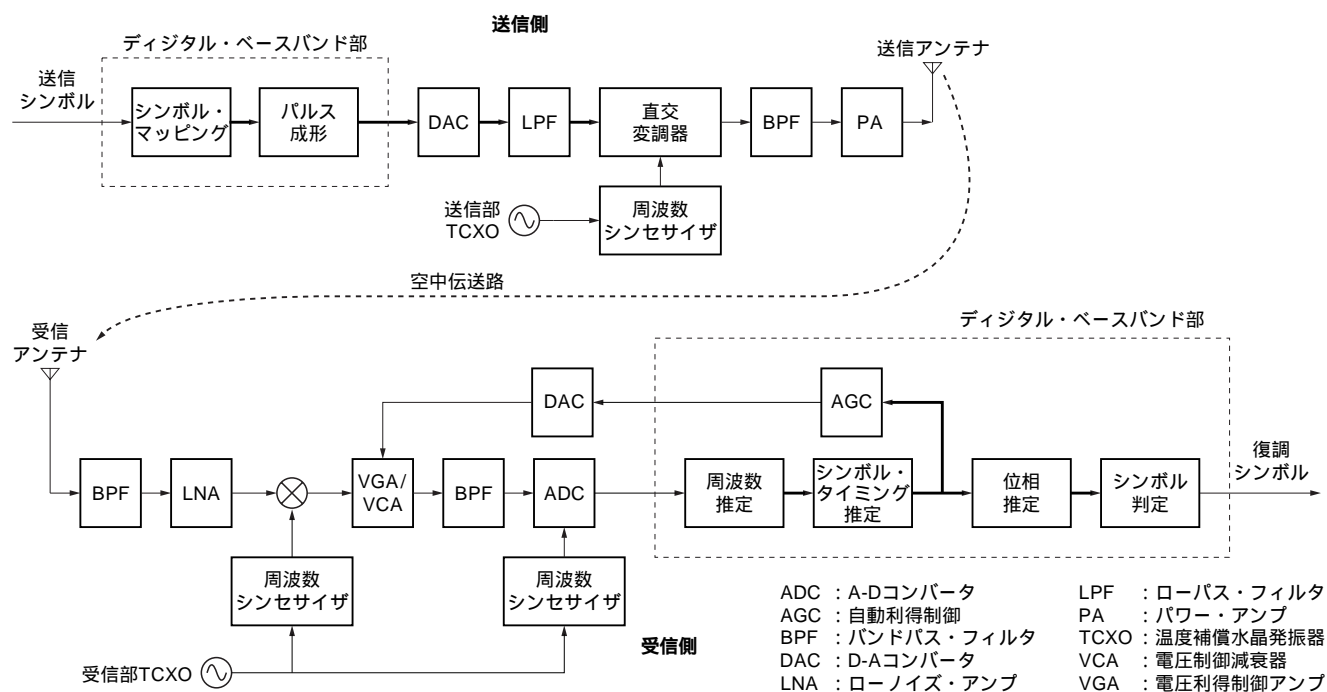 送信側
ディジタル・ベースバンド部
送信アンテナ
送信
シンボル
シンボル・
マッピング
パルス
成形
DAC
LPF
直交
変調器
BPF
PA
送信部
TCXO
周波数
シンセサイザ
空中伝送路
受信
アンテナ
ディジタル・ベースバンド部
DAC
AGC
復調
シンボル
BPF
LNA
VGA/
VCA
BPF
ADC
周波数
推定
シンボル・
タイミング
推定
位相
推定
シンボル
判定
周波数
シンセサイザ
周波数
シンセサイザ
受信側
受信部TCXO
ADC ：A-Dコンバータ
AGC ：自動利得制御
BPF ：バンドパス・フィルタ
DAC ：D-Aコンバータ
LNA ：ローノイズ・アンプ
LPF ：ローパス・フィルタ
PA ：パワー・アンプ
TCXO ：温度補償水晶発振器
VCA ：電圧制御減衰器
VGA ：電圧利得制御アンプ